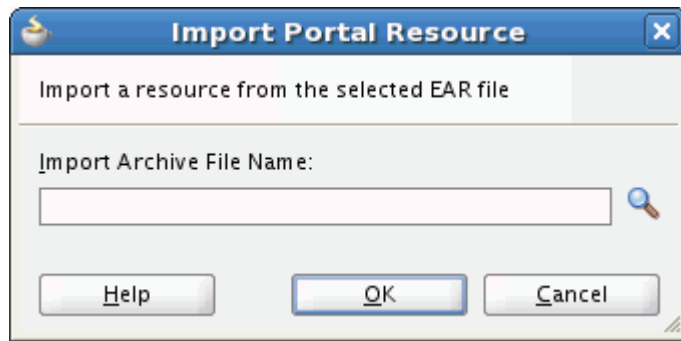 Import Portal Resource
Import a resource from the selected EAR file
Import Archive File Name:
Help OK Cancel